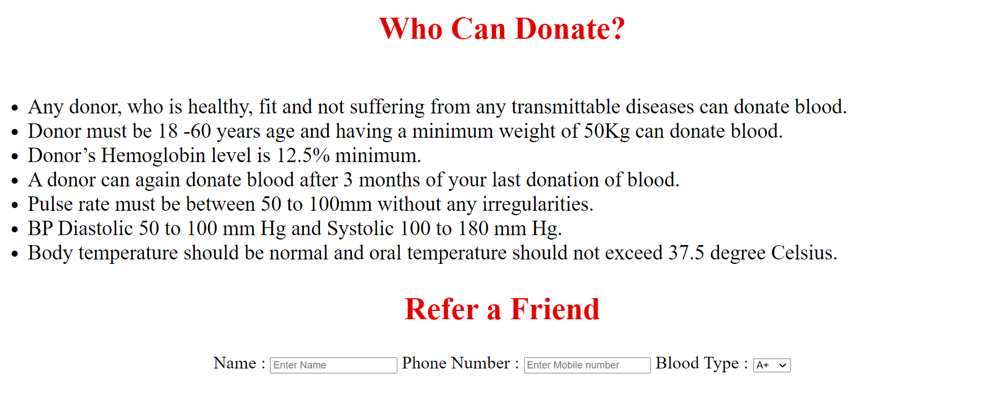 Who Can Donate?
• Any donor, who is healthy, fit and not suffering from any transmittable diseases can donate blood.
• Donor must be 18 -60 years age and having a minimum weight of 50Kg can donate blood.
• Donor’s Hemoglobin level is 12.5% minimum.
• A donor can again donate blood after 3 months of your last donation of blood.
• Pulse rate must be between 50 to 100mm without any irregularities.
• BP Diastolic 50 to 100 mm Hg and Systolic 100 to 180 mm Hg.
• Body temperature should be normal and oral temperature should not exceed 37.5 degree Celsius.
Refer a Friend
Name : Enter Name Phone Number : Enter Mobile number Blood Type : A+